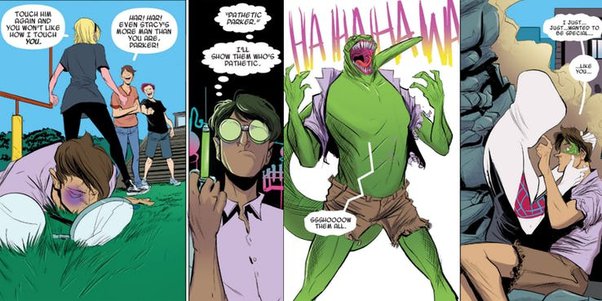 TOUCH HIM
AGAIN AND
YOU WON'T LIKE
HOW I TOUCH
YOU.
HAR! HAR!
EVEN STACY'S
MORE MAN THAN
YOU ARE,
PARKER!
"PATHETIC
PARKER."
I'LL
SHOW THEM WHO'S
PATHETIC.
HA HA HA HA
SGGHOOOOW
THEM ALL.
I JUST...
JUST...WANTED TO
BE SPECIAL...
...LIKE
YOU.